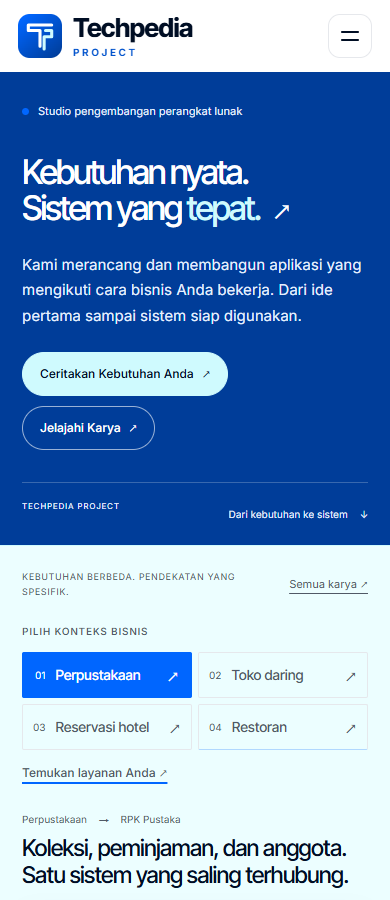 Techpedia
PROJECT
Studio pengembangan perangkat lunak
Kebutuhan nyata.
Sistem yang tepat. ↗
Kami merancang dan membangun aplikasi yang
mengikuti cara bisnis Anda bekerja. Dari ide
pertama sampai sistem siap digunakan.
Ceritakan Kebutuhan Anda ↗
Jelajahi Karya ↗
TECHPEDIA PROJECT
Dari kebutuhan ke sistem ↓
KEBUTUHAN BERBEDA. PENDEKATAN YANG
SPESIFIK.
Semua karya ↗
PILIH KONTEKS BISNIS
01 Perpustakaan ↗
02 Toko daring ↗
03 Reservasi hotel ↗
04 Restoran ↗
Temukan layanan Anda ↗
Perpustakaan → RPK Pustaka
Koleksi, peminjaman, dan anggota.
Satu sistem yang saling terhubung.